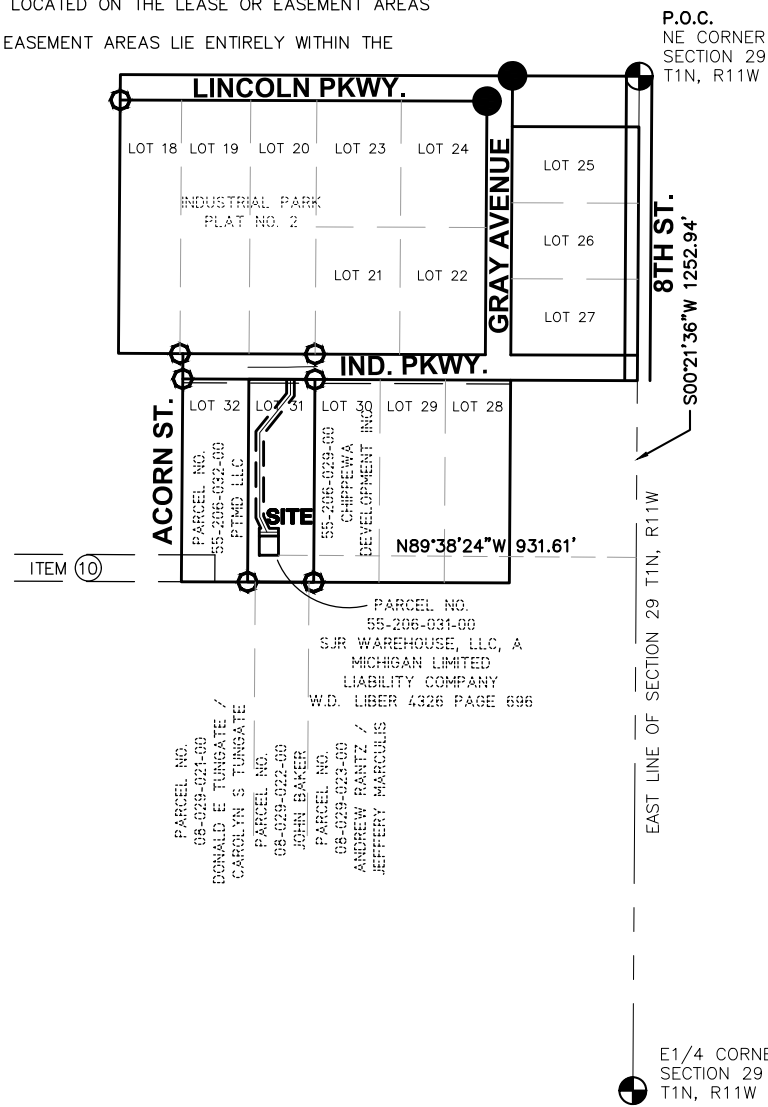 LOCATED ON THE LEASE OR EASEMENT AREAS
EASEMENT AREAS LIE ENTIRELY WITHIN THE
P.O.C.
NE CORNER
SECTION 29
T1N, R11W
LINCOLN PKWY.
LOT 18
LOT 19
LOT 20
LOT 23
LOT 24
INDUSTRIAL PARK
PLAT NO. 2
LOT 21
LOT 22
GRAY AVENUE
LOT 25
LOT 26
LOT 27
8TH ST.
S00°21'36"W 1252.94'
IND. PKWY.
ACORN ST.
LOT 32
LOT 31
LOT 30
LOT 29
LOT 28
PARCEL NO.
55-206-032-00
PTMD LLC
SITE
55-206-029-00
CHIPPEWA
DEVELOPMENT INC
N89°38'24"W 931.61'
ITEM 10
PARCEL NO.
55-206-031-00
SJR WAREHOUSE, LLC, A
MICHIGAN LIMITED
LIABILITY COMPANY
W.D. LIBER 4326 PAGE 696
PARCEL NO.
08-029-021-00
DONALD E TUNGATE /
CAROLYN S TUNGATE
PARCEL NO.
08-029-022-00
JOHN BAKER
PARCEL NO.
08-029-023-00
ANDREW RANTZ /
JEFFERY MARCULIS
EAST LINE OF SECTION 29 T1N, R11W
E1/4 CORNE
SECTION 29
T1N, R11W